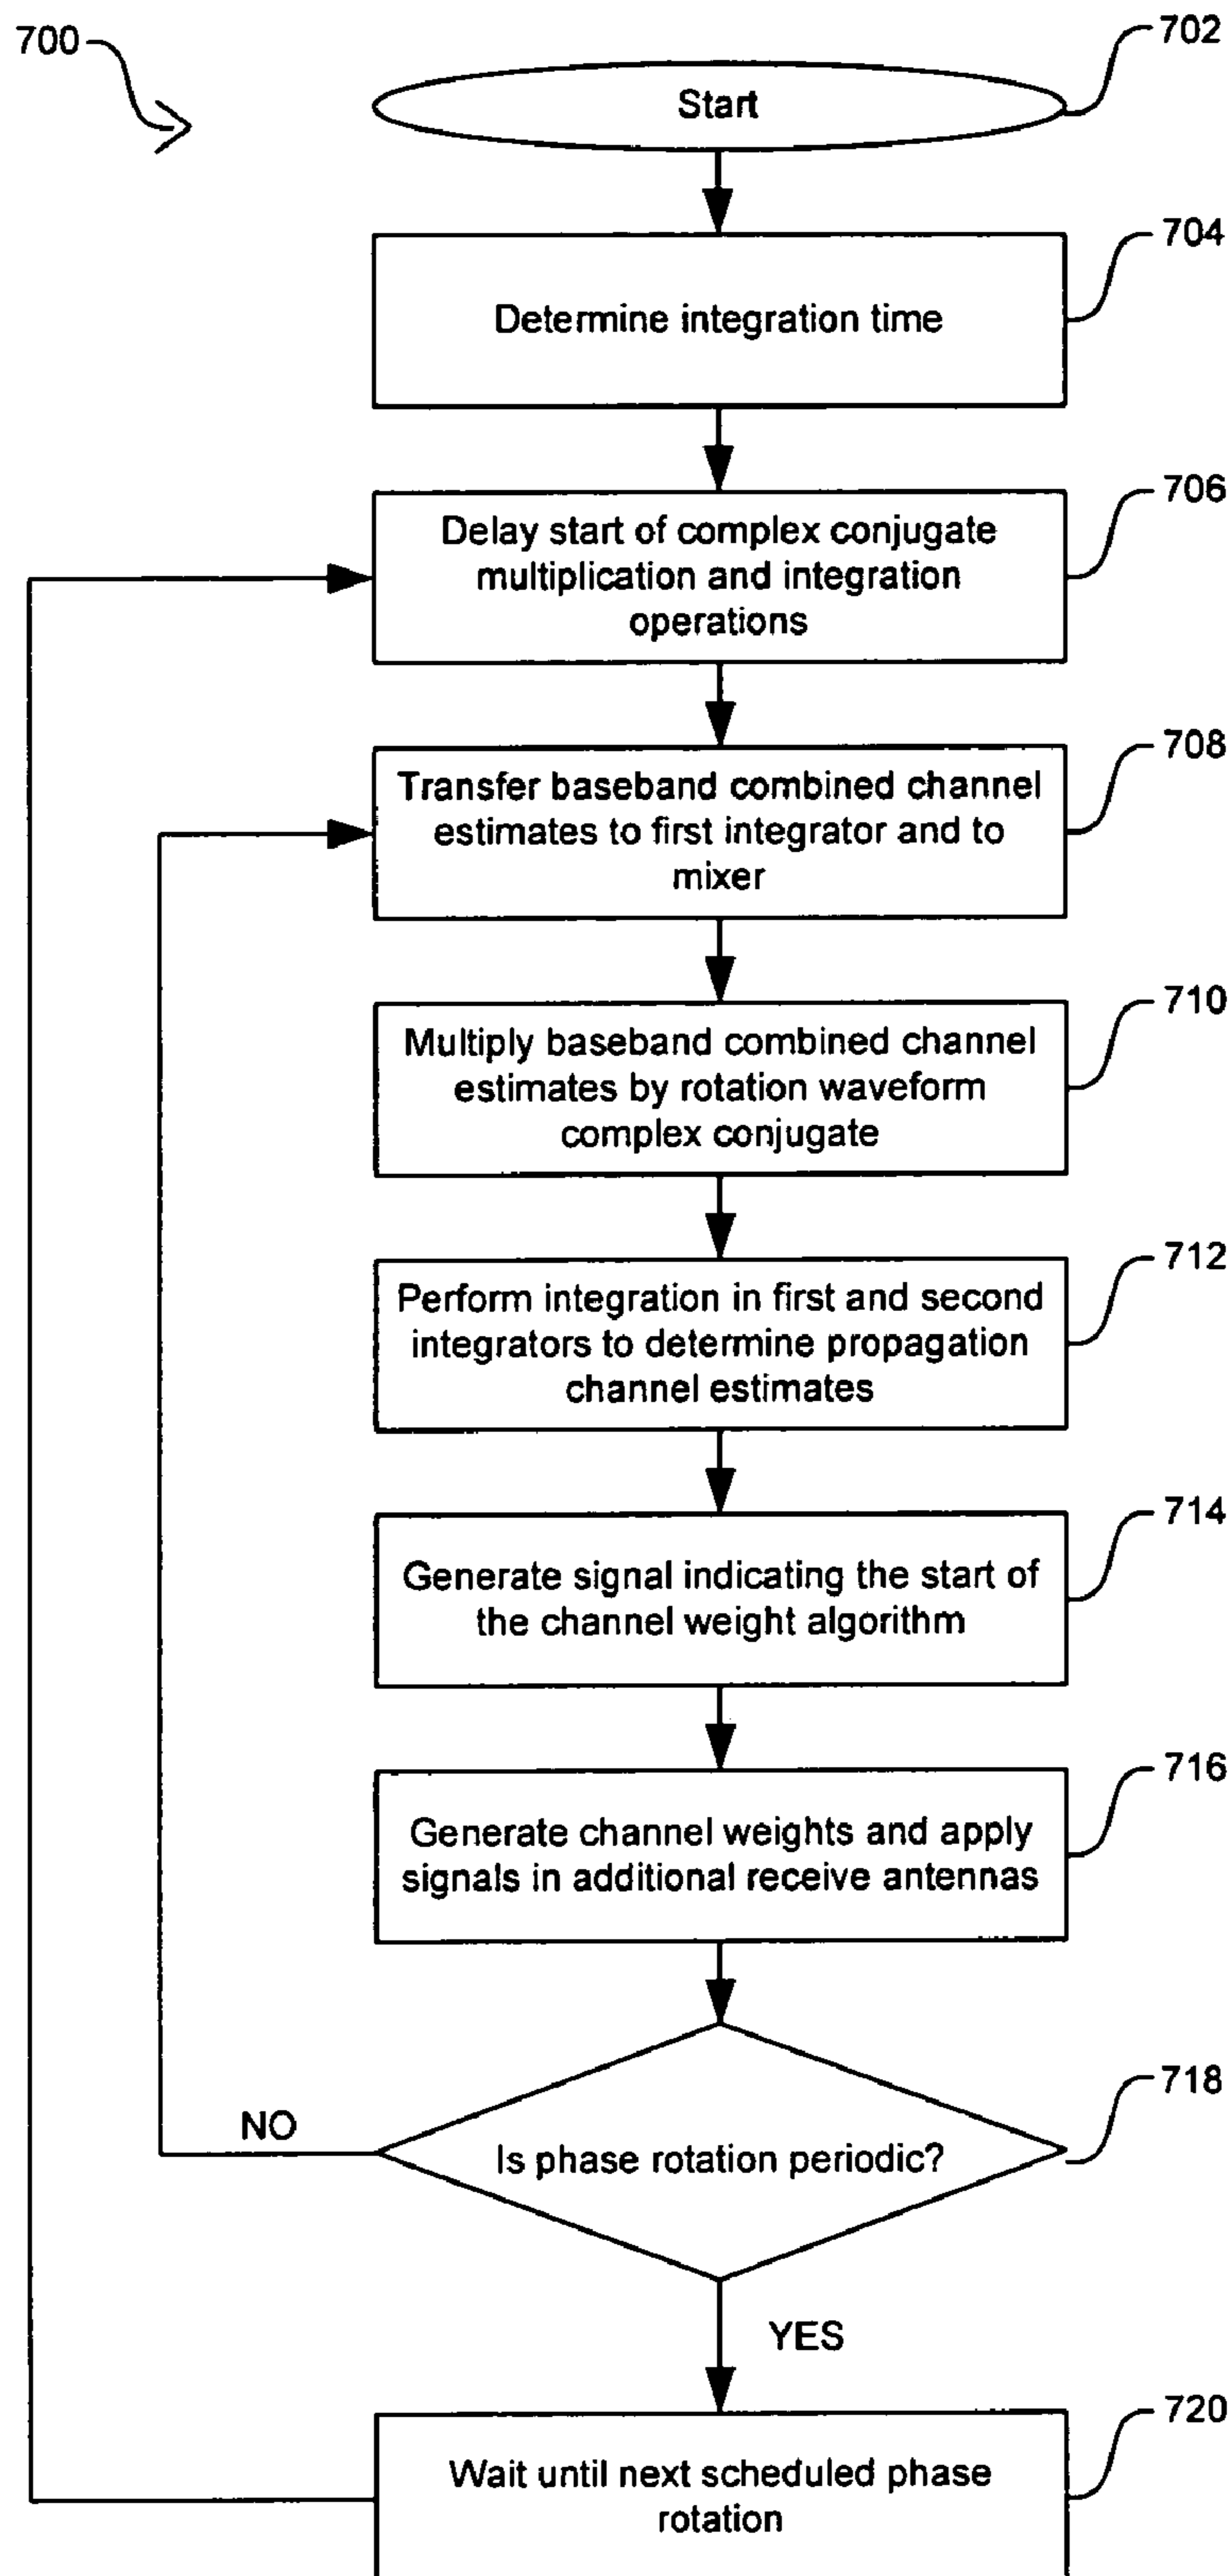 700
702
Start
704
Determine integration time
706
Delay start of complex conjugate
multiplication and integration
operations
708
Transfer baseband combined channel
estimates to first integrator and to
mixer
710
Multiply baseband combined channel
estimates by rotation waveform
complex conjugate
712
Perform integration in first and second
integrators to determine propagation
channel estimates
714
Generate signal indicating the start of
the channel weight algorithm
716
Generate channel weights and apply
signals in additional receive antennas
718
NO
Is phase rotation periodic?
YES
720
Wait until next scheduled phase
rotation